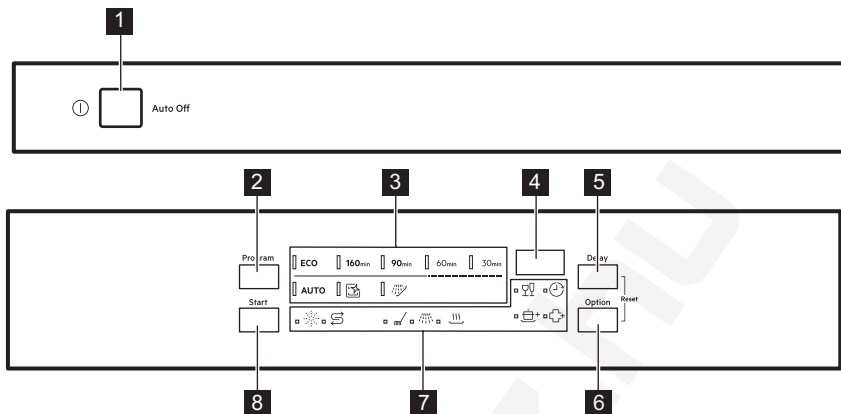 1
Auto Off
2 3 4 5
Program Delay
ECO 160min 90min 60min 30min
AUTO
Start Option Reset
8 7 6